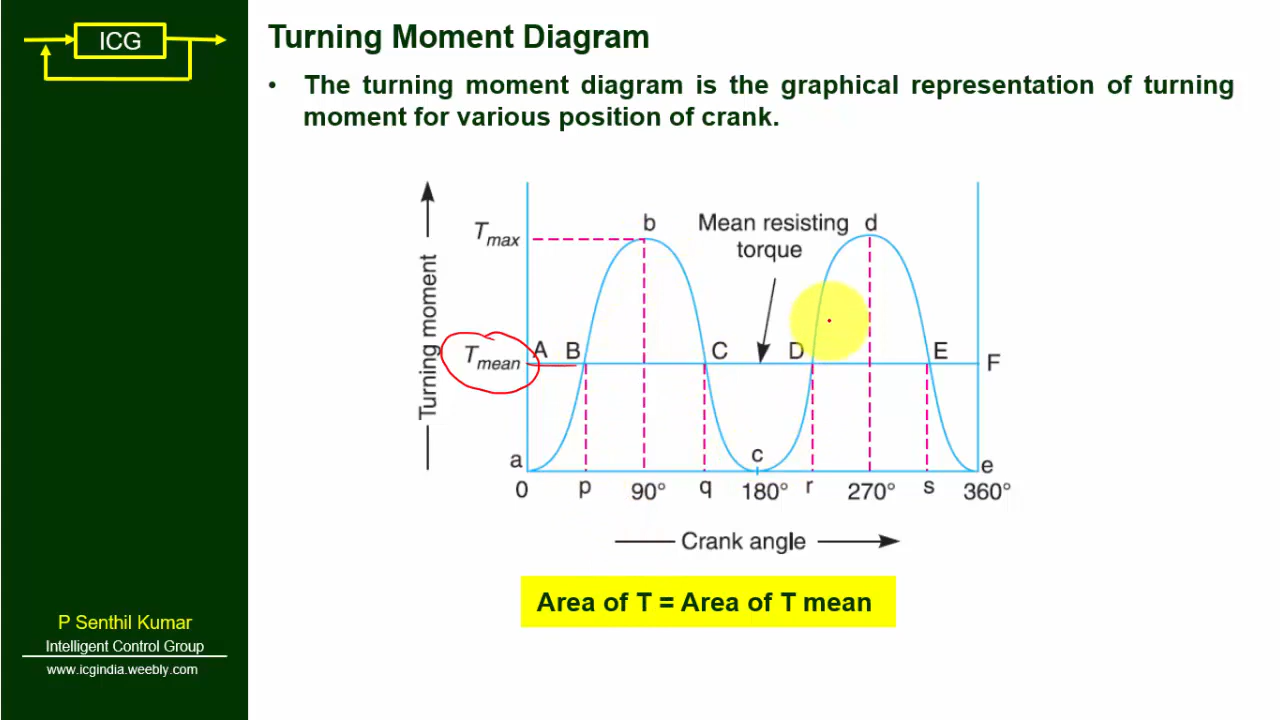 ICG
Turning Moment Diagram
• The turning moment diagram is the graphical representation of turning
moment for various position of crank.
b
Mean resisting
torque
d
Tmax
Turning moment
Tmean
A
B
C
D
E
F
a
c
e
0
p
90°
q
180°
r
270°
s
360°
Crank angle
Area of T = Area of T mean
P Senthil Kumar
Intelligent Control Group
www.icgindia.weebly.com